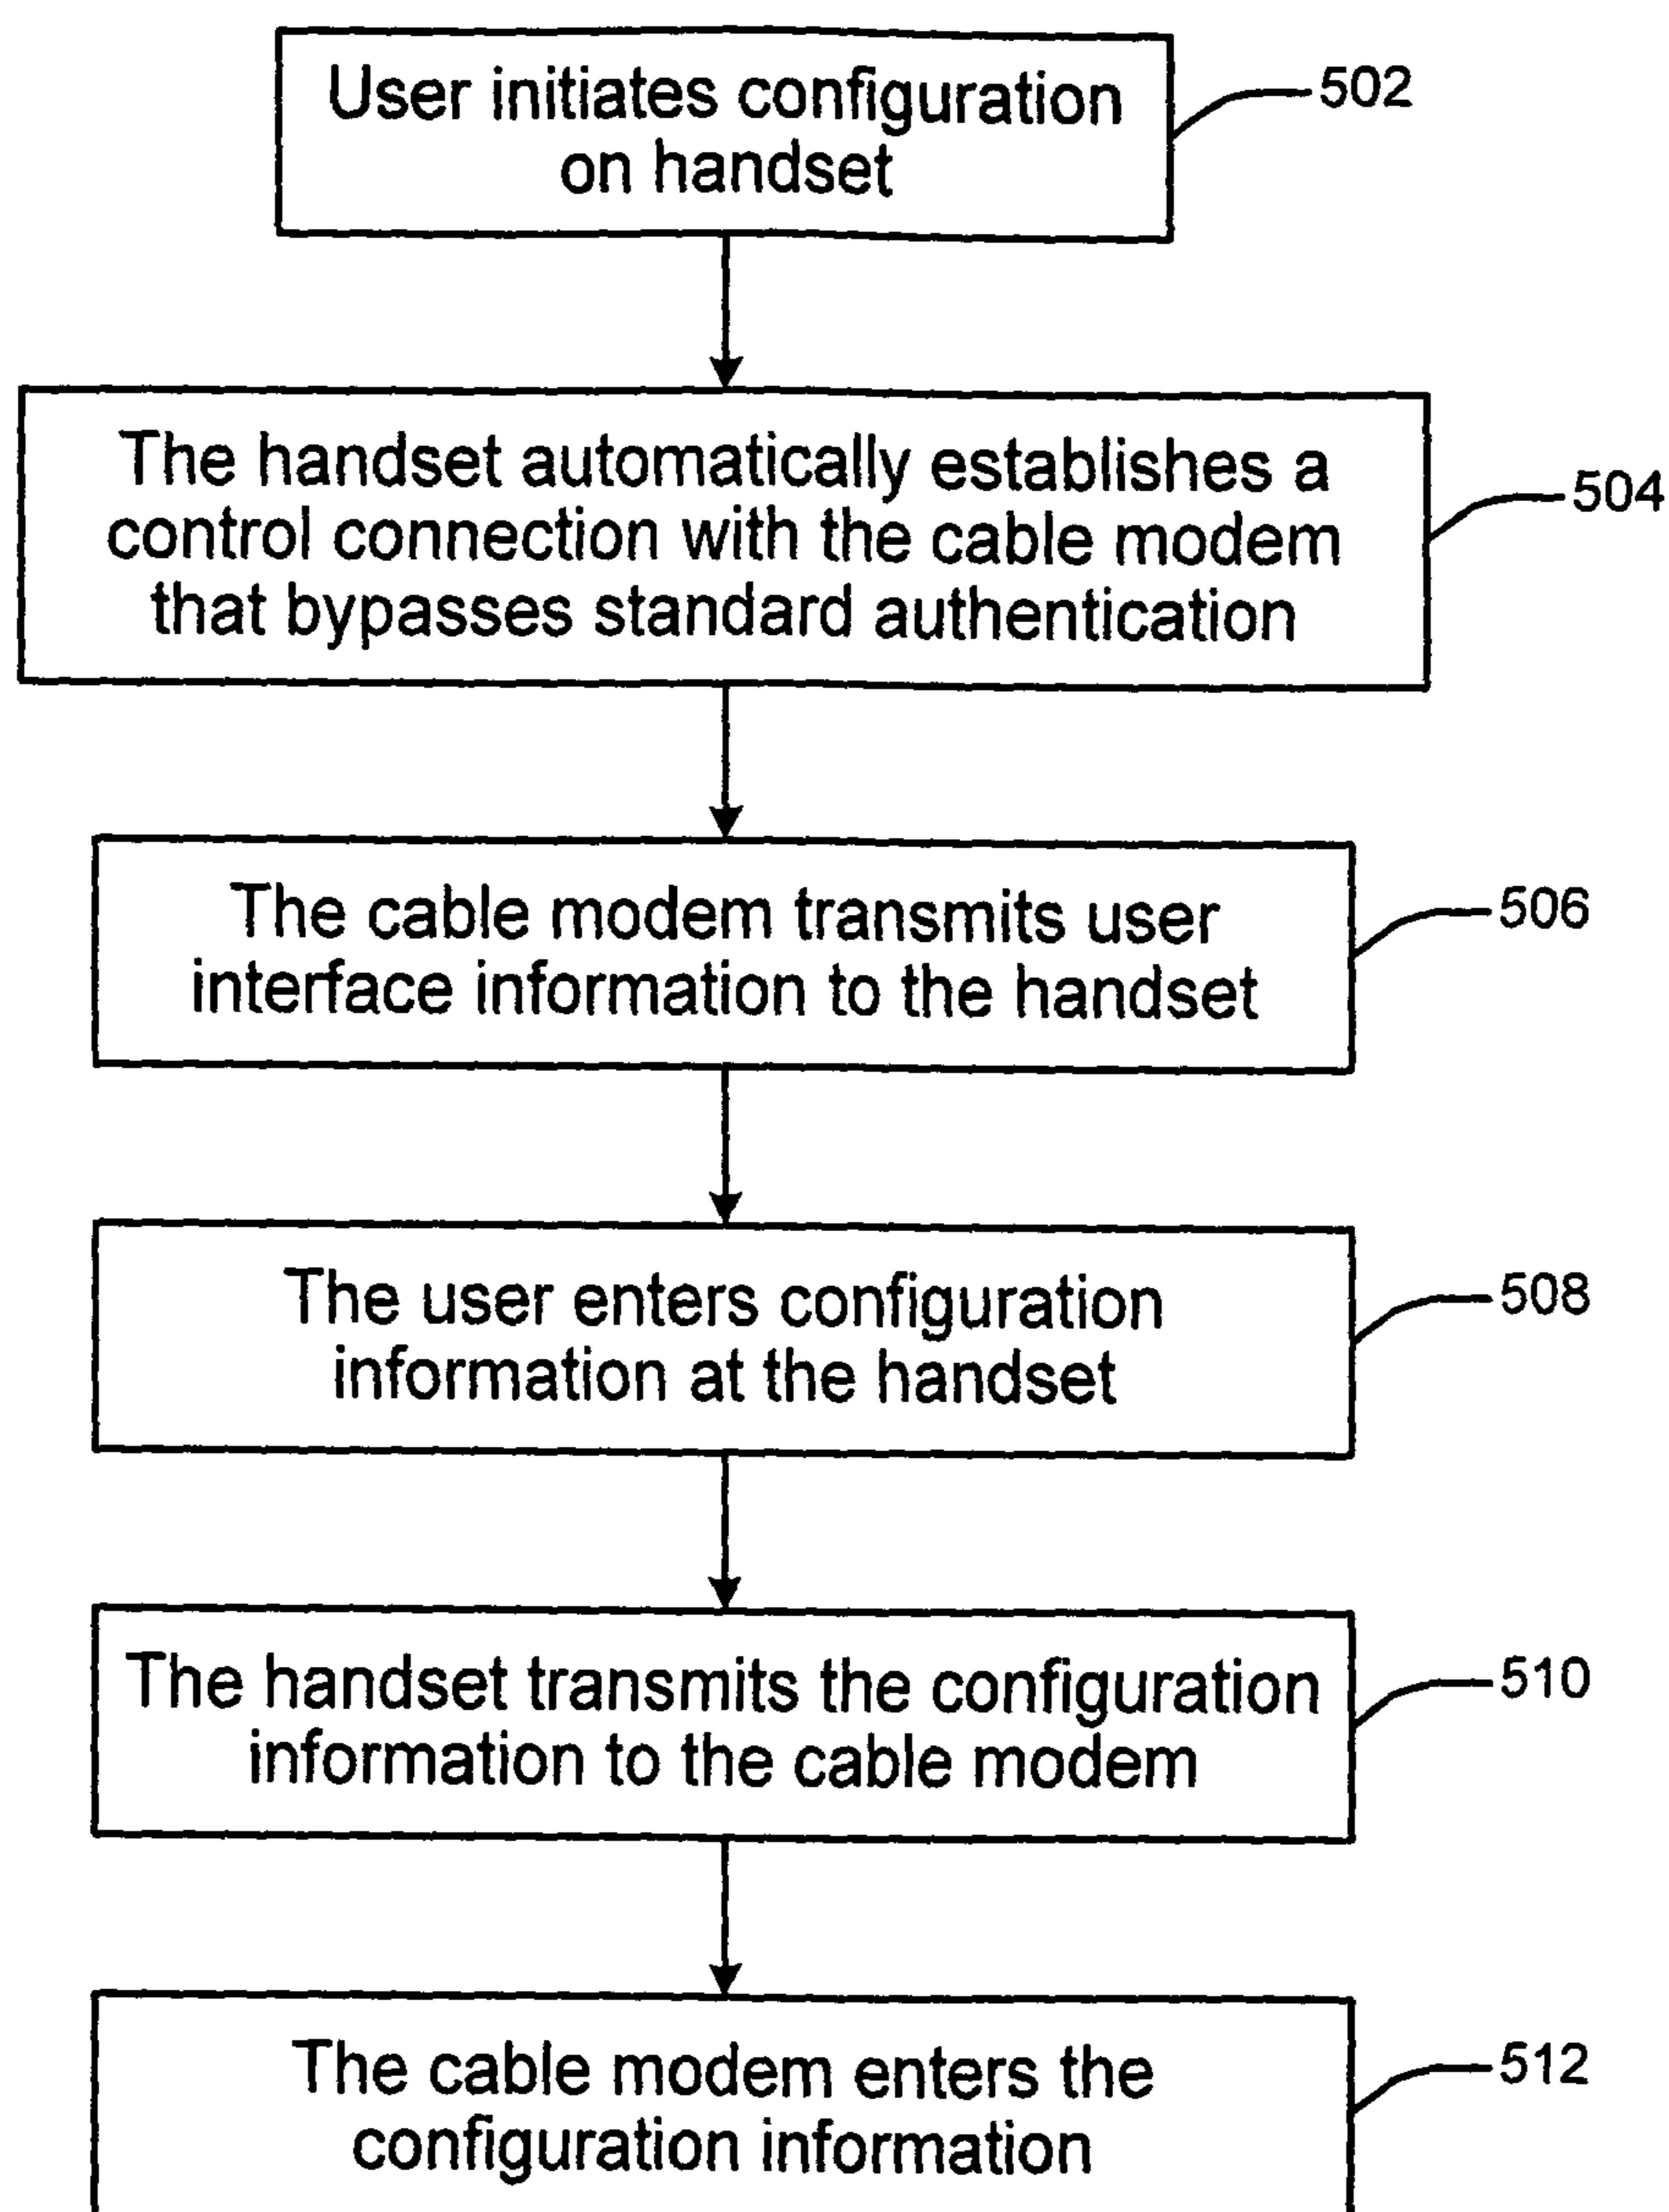 User initiates configuration
on handset
502
The handset automatically establishes a
control connection with the cable modem
that bypasses standard authentication
504
The cable modem transmits user
interface information to the handset
506
The user enters configuration
information at the handset
508
The handset transmits the configuration
information to the cable modem
510
The cable modem enters the
configuration information
512